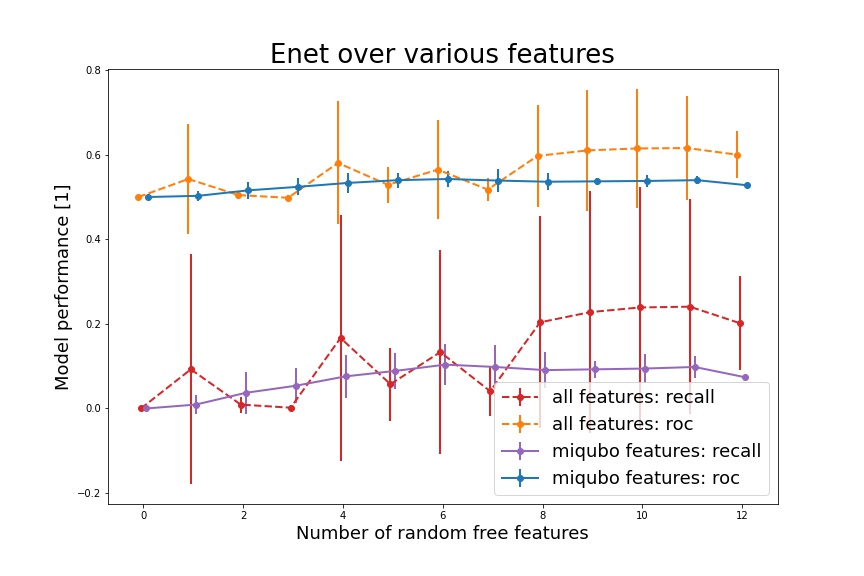 Enet over various features
Model performance [1]
0.8
0.6
0.4
0.2
0.0
−0.2
0
2
4
6
8
10
12
Number of random free features
all features: recall
all features: roc
miqubo features: recall
miqubo features: roc